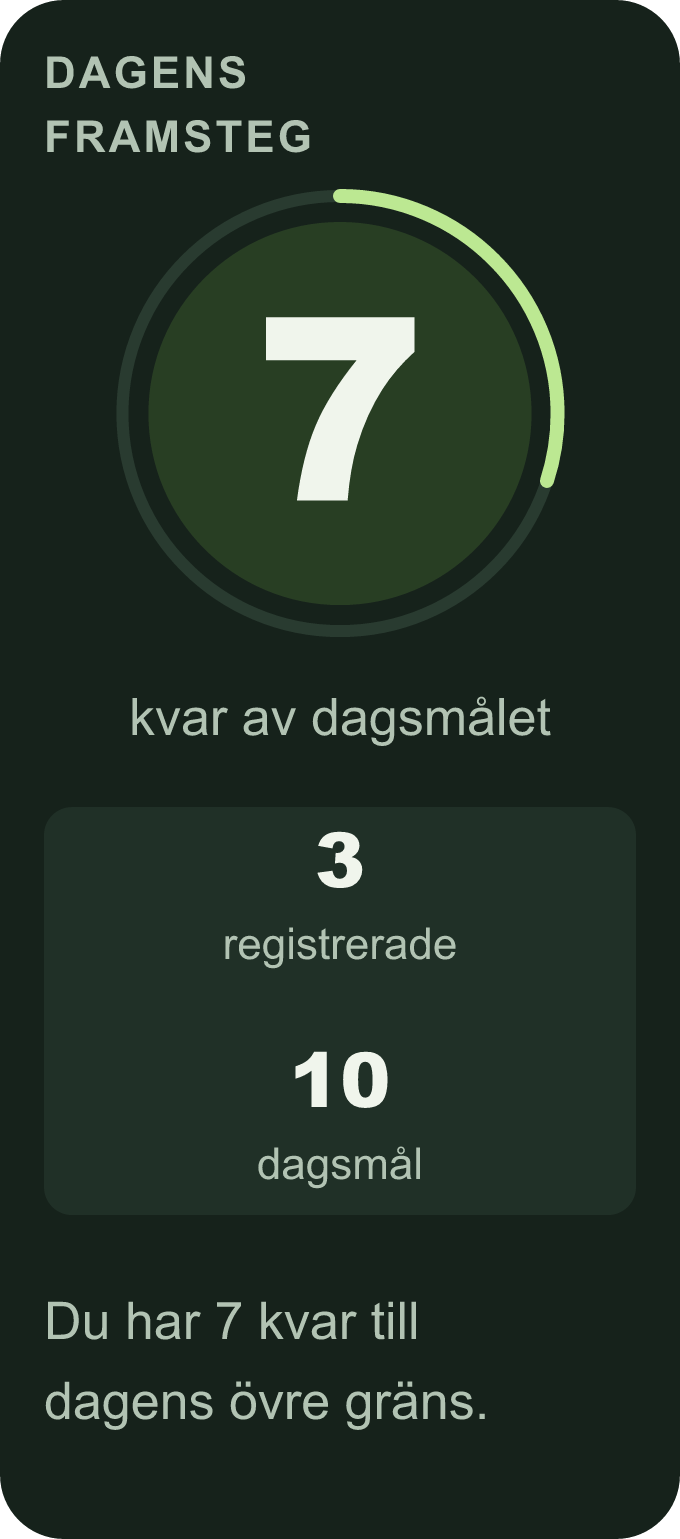 DAGENS
FRAMSTEG
7
kvar av dagsmålet
3
registrerade
10
dagsmål
Du har 7 kvar till
dagens övre gräns.